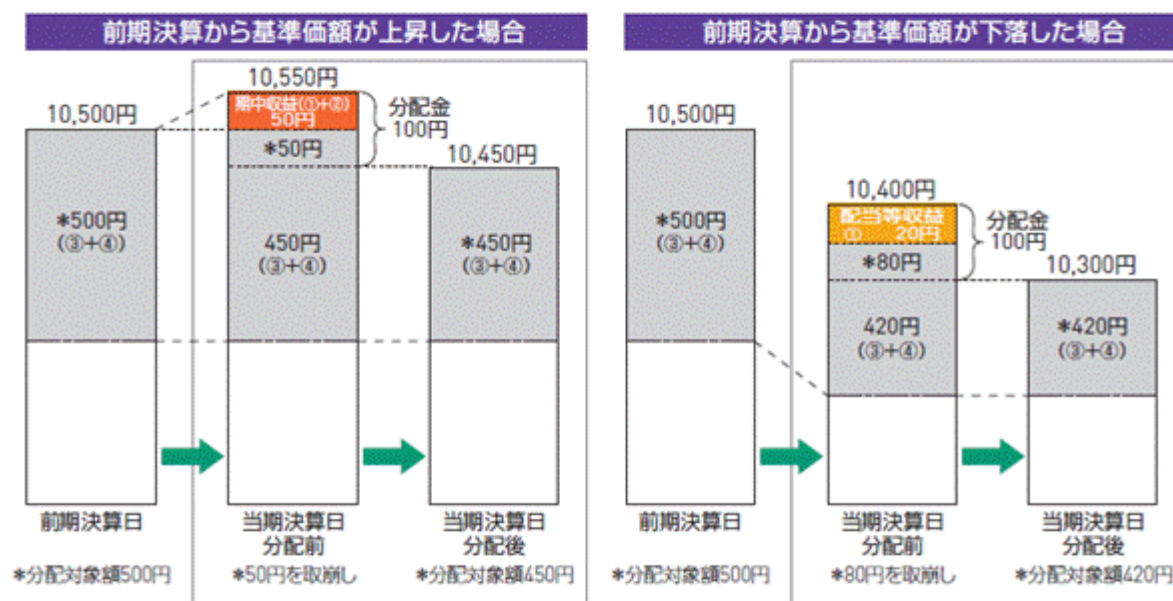 前期決算から基準価額が上昇した場合
10,500円
*500円
(③+④)
前期決算日
*分配対象額500円
10,550円
期中収益(①+②)
50円
*50円
450円
(③+④)
分配金
100円
当期決算日
分配前
*50円を取崩し
10,450円
*450円
(③+④)
当期決算日
分配後
*分配対象額450円
前期決算から基準価額が下落した場合
10,500円
*500円
(③+④)
前期決算日
*分配対象額500円
10,400円
配当等収益
① 20円
*80円
420円
(③+④)
分配金
100円
当期決算日
分配前
*80円を取崩し
10,300円
*420円
(③+④)
当期決算日
分配後
*分配対象額420円